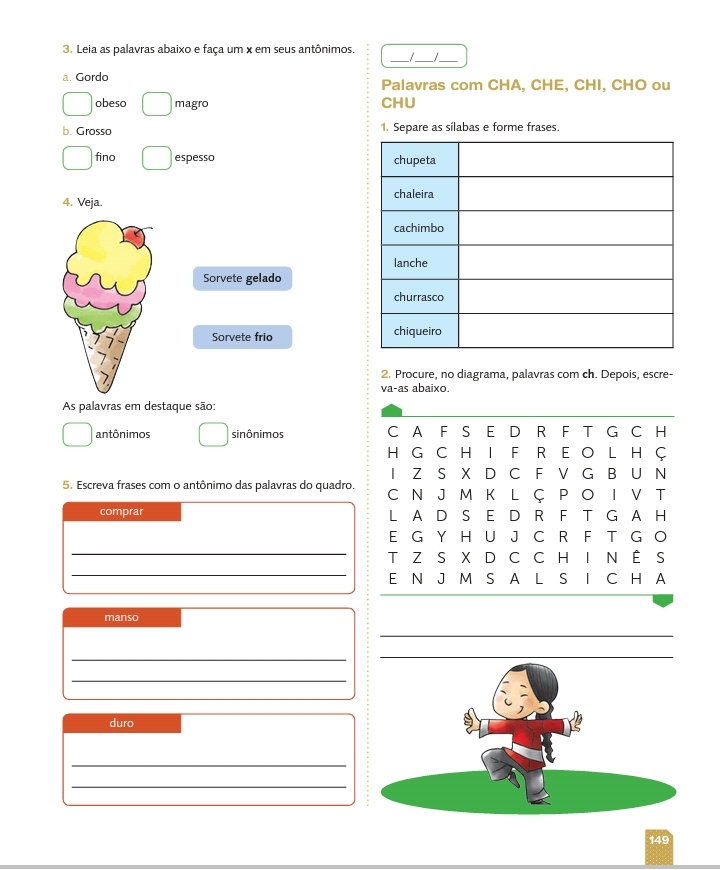 3. Leia as palavras abaixo e faça um x em seus antônimos.
a. Gordo
obeso magro
b. Grosso
fino espesso
4. Veja.
Sorvete gelado
Sorvete frio
As palavras em destaque são:
antônimos sinônimos
5. Escreva frases com o antônimo das palavras do quadro.
comprar
manso
duro
___/___/___
Palavras com CHA, CHE, CHI, CHO ou
CHU
1. Separe as sílabas e forme frases.
chupeta
chaleira
cachimbo
lanche
churrasco
chiqueiro
2. Procure, no diagrama, palavras com ch. Depois, escre-
va-as abaixo.
C A F S E D R F T G C H
H G C H I F R E O L H Ç
I Z S X D C F V G B U N
C N J M K L Ç P O I V T
L A D S E D R F T G A H
E G Y H U J C R F T G O
T Z S X D C C H I N Ê S
E N J M S A L S I C H A
149